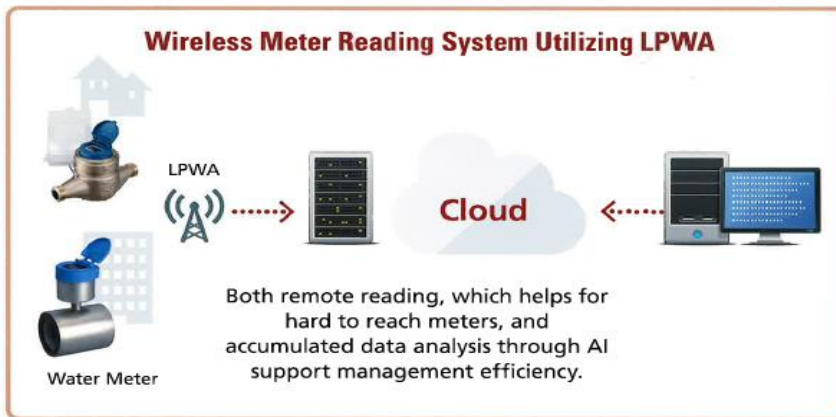 Wireless Meter Reading System Utilizing LPWA
LPWA
Cloud
Both remote reading, which helps for
hard to reach meters, and
accumulated data analysis through AI
support management efficiency.
Water Meter